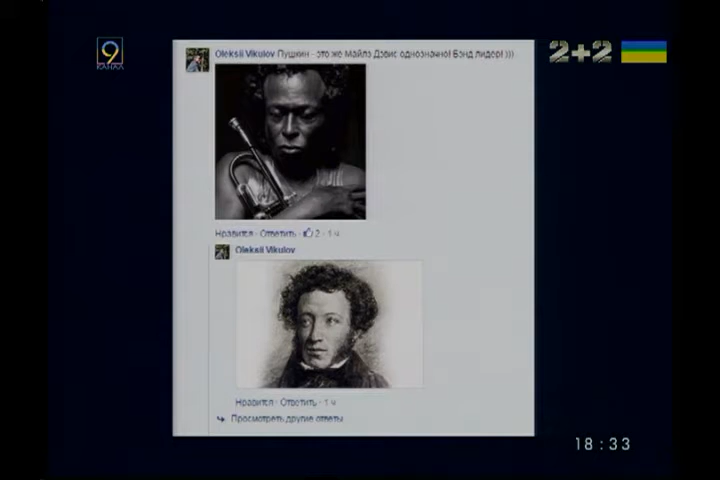 9
КАНАЛ
2+2
Oleksii Vikulov Пушкин - это же Майлз Дэвис однозначно! Бэнд лидер! )))
Нравится · Ответить · 2 · 1 ч
Oleksii Vikulov
Нравится · Ответить · 1 ч
Просмотреть другие ответы
18:33